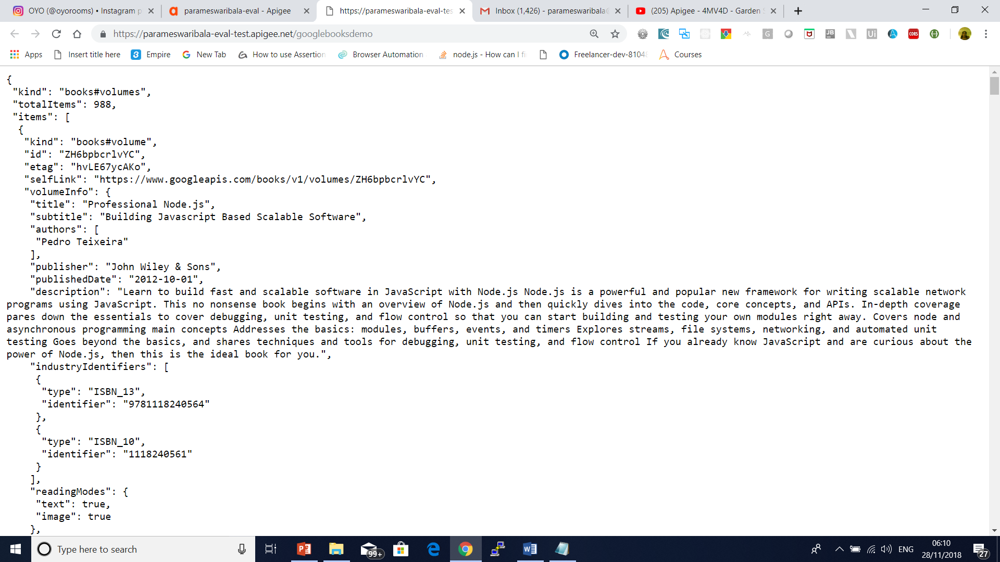 OYO (@oyorooms) • Instagram p
parameswaribala-eval - Apigee
https://parameswaribala-eval-tes
Inbox (1,426) - parameswaribala@
(205) Apigee - 4MV4D - Garden S
https://parameswaribala-eval-test.apigee.net/googlebooksdemo
Apps
Insert title here
Empire
New Tab
How to use Assertion
Browser Automation
node.js - How can I fi
Freelancer-dev-81048
Courses
{
"kind": "books#volumes",
"totalItems": 988,
"items": [
{
"kind": "books#volume",
"id": "ZH6bpbcrlvYC",
"etag": "hvLE67ycAKo",
"selfLink": "https://www.googleapis.com/books/v1/volumes/ZH6bpbcrlvYC",
"volumeInfo": {
"title": "Professional Node.js",
"subtitle": "Building Javascript Based Scalable Software",
"authors": [
"Pedro Teixeira"
],
"publisher": "John Wiley & Sons",
"publishedDate": "2012-10-01",
"description": "Learn to build fast and scalable software in JavaScript with Node.js Node.js is a powerful and popular new framework for writing scalable network
programs using JavaScript. This no nonsense book begins with an overview of Node.js and then quickly dives into the code, core concepts, and APIs. In-depth coverage
pares down the essentials to cover debugging, unit testing, and flow control so that you can start building and testing your own modules right away. Covers node and
asynchronous programming main concepts Addresses the basics: modules, buffers, events, and timers Explores streams, file systems, networking, and automated unit
testing Goes beyond the basics, and shares techniques and tools for debugging, unit testing, and flow control If you already know JavaScript and are curious about the
power of Node.js, then this is the ideal book for you.",
"industryIdentifiers": [
{
"type": "ISBN_13",
"identifier": "9781118240564"
},
{
"type": "ISBN_10",
"identifier": "1118240561"
}
],
"readingModes": {
"text": true,
"image": true
},
Type here to search
99+
ENG
06:10
28/11/2018
27